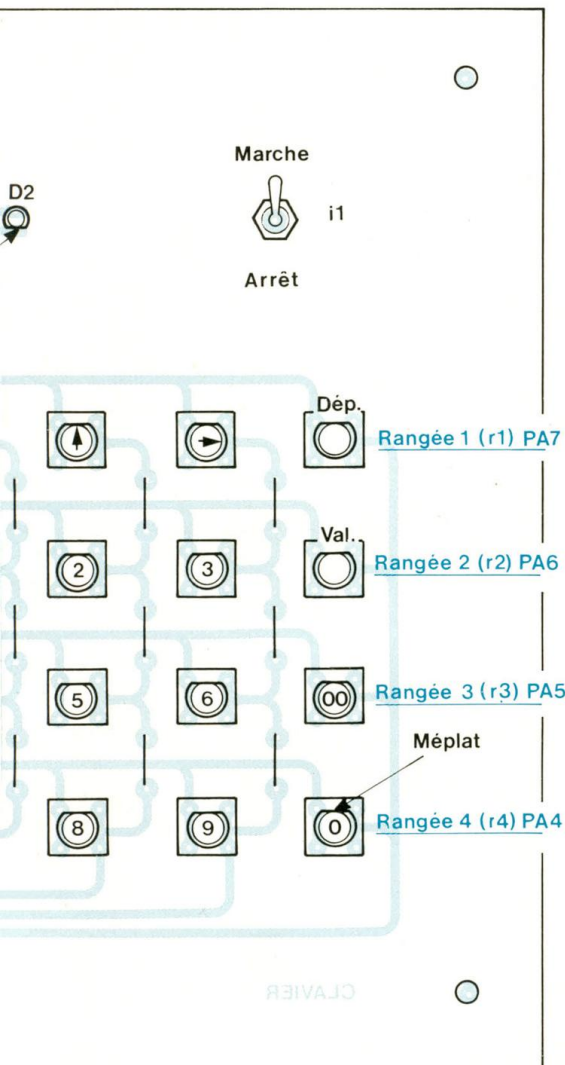 Marche
D2
i1
Arrêt
Dép.
Rangée 1 (r1) PA7
Val.
2
3
Rangée 2 (r2) PA6
5
6
00
Rangée 3 (r3) PA5
Méplat
8
9
0
Rangée 4 (r4) PA4
CLAVIER